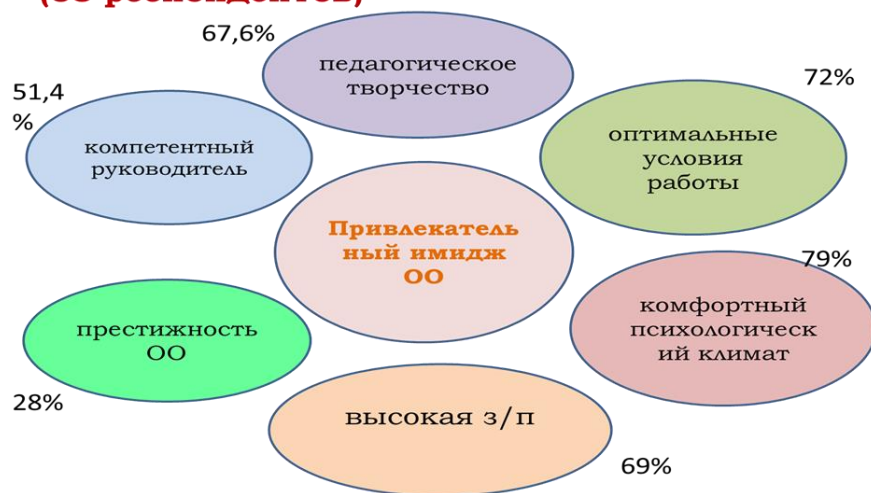 67,6%
педагогическое
творчество
72%
51,4
%
компетентный
руководитель
оптимальные
условия
работы
Привлекатель
ный имидж
ОО
79%
комфортный
психологическ
ий климат
престижность
ОО
28%
высокая з/п
69%